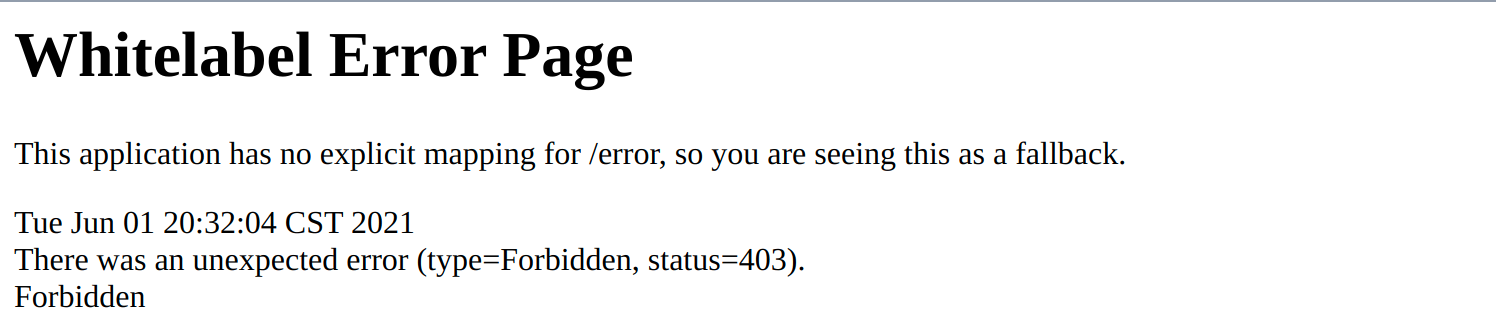 Whitelabel Error Page
This application has no explicit mapping for /error, so you are seeing this as a fallback.
Tue Jun 01 20:32:04 CST 2021
There was an unexpected error (type=Forbidden, status=403).
Forbidden